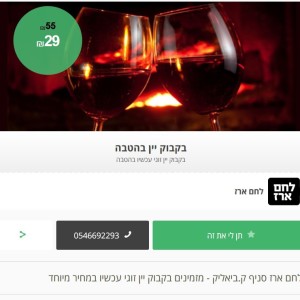 ₪55
₪29
בקבוק יין בהטבה
בקבוק יין זוגי עכשיו בהטבה
לחם ארז
לחם ארז
תן לי את זה
0546692293
<
לחם ארז סניף ק.ביאליק - מזמינים בקבוק יין זוגי עכשיו במחיר מיוחד